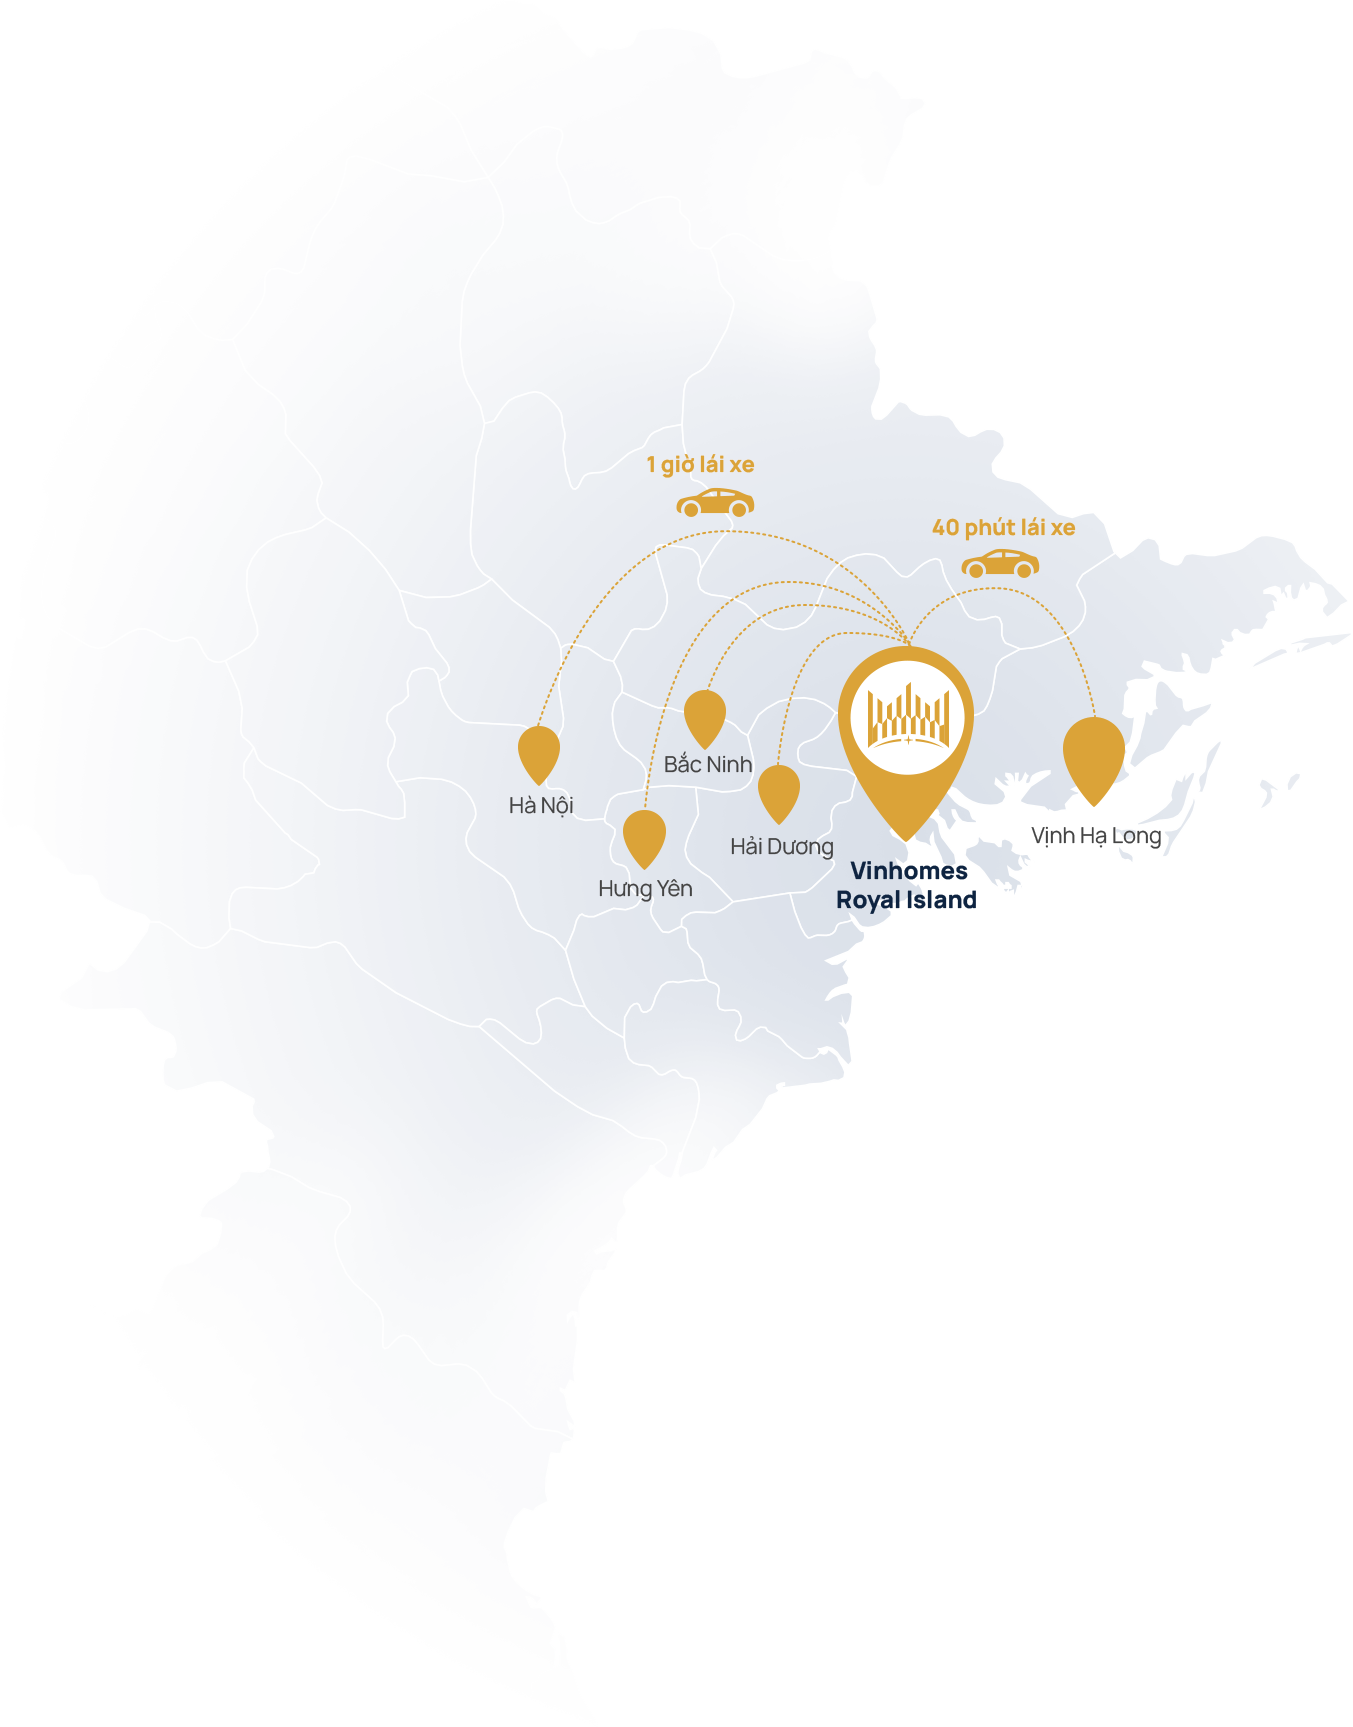 1 giờ lái xe
40 phút lái xe
Bắc Ninh
Hà Nội
Hải Dương
Vịnh Hạ Long
Hưng Yên
Vinhomes
Royal Island